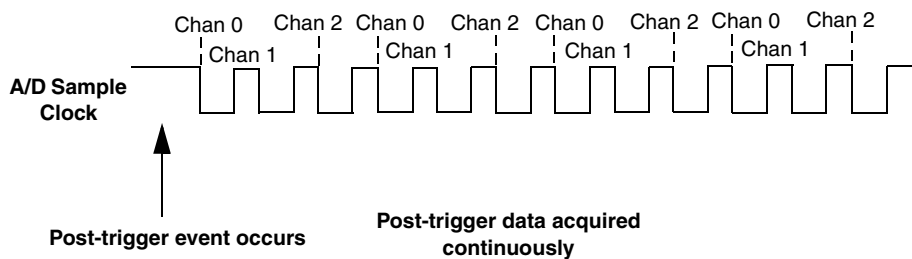 Chan 0 Chan 2 Chan 0 Chan 2 Chan 0 Chan 2 Chan 0 Chan 2
Chan 1 Chan 1 Chan 1 Chan 1
A/D Sample
Clock
Post-trigger event occurs
Post-trigger data acquired
continuously